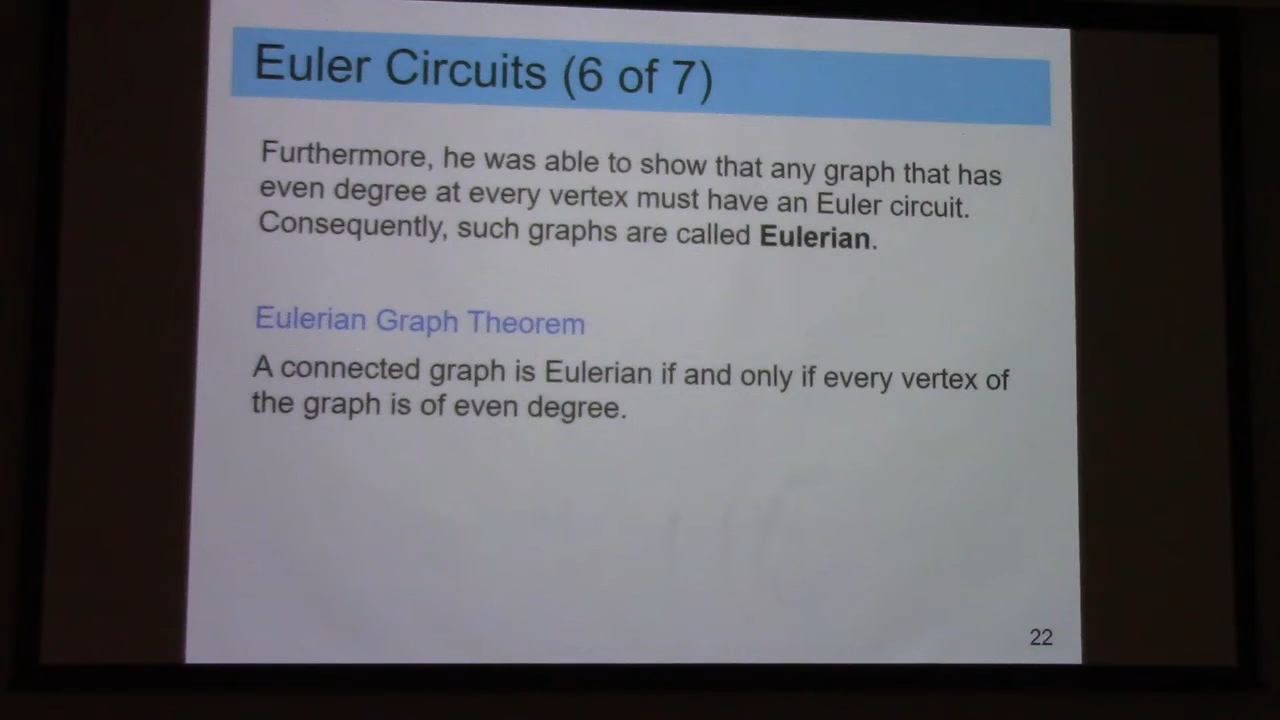 Euler Circuits (6 of 7)
Furthermore, he was able to show that any graph that has
even degree at every vertex must have an Euler circuit.
Consequently, such graphs are called Eulerian.
Eulerian Graph Theorem
A connected graph is Eulerian if and only if every vertex of
the graph is of even degree.
22